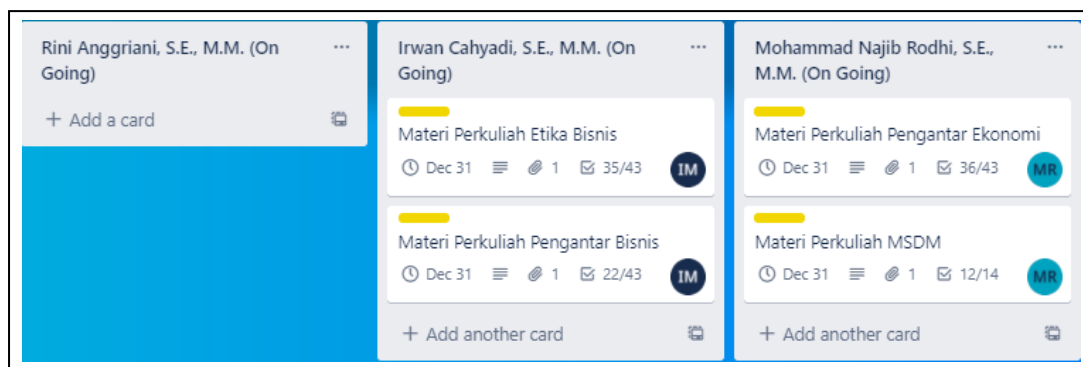 Rini Anggriani, S.E., M.M. (On
Going)
+ Add a card
Irwan Cahyadi, S.E., M.M. (On
Going)
Materi Perkuliah Etika Bisnis
Dec 31 1 35/43 IM
Materi Perkuliah Pengantar Bisnis
Dec 31 1 22/43 IM
+ Add another card
Mohammad Najib Rodhi, S.E.,
M.M. (On Going)
Materi Perkuliah Pengantar Ekonomi
Dec 31 1 36/43 MR
Materi Perkuliah MSDM
Dec 31 1 12/14 MR
+ Add another card